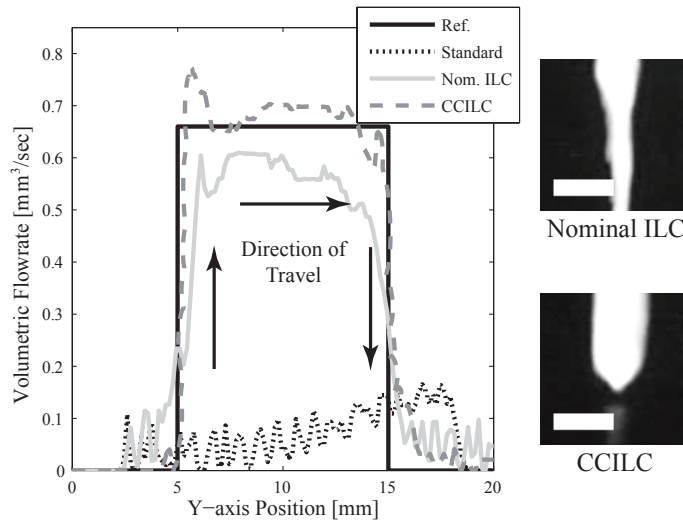 Ref.
Standard
Nom. ILC
CCILC
0.8
0.7
0.6
0.5
0.4
0.3
0.2
0.1
0
Volumetric Flowrate [mm³/sec]
Direction of
Travel
0 5 10 15 20
Y−axis Position [mm]
Nominal ILC
CCILC